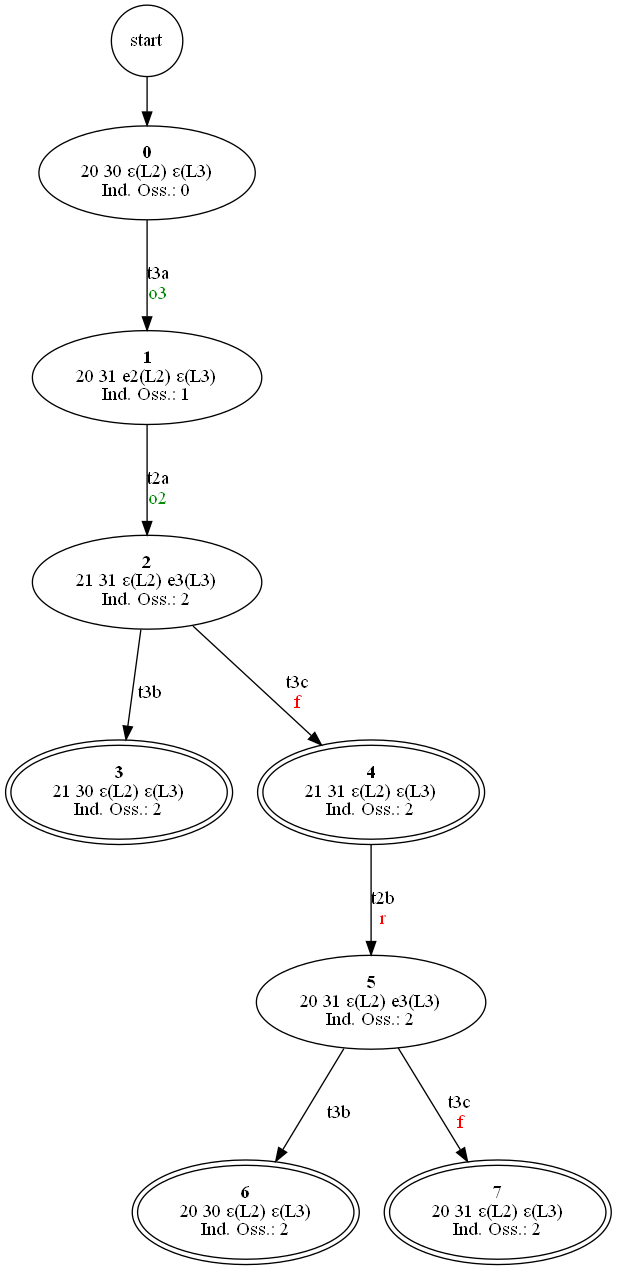 start
0
20 30 ε(L2) ε(L3)
Ind. Oss.: 0
t3a
o3
1
20 31 e2(L2) ε(L3)
Ind. Oss.: 1
t2a
o2
2
21 31 ε(L2) e3(L3)
Ind. Oss.: 2
t3b
t3c
f
3
21 30 ε(L2) ε(L3)
Ind. Oss.: 2
4
21 31 ε(L2) ε(L3)
Ind. Oss.: 2
t2b
r
5
20 31 ε(L2) e3(L3)
Ind. Oss.: 2
t3b
t3c
f
6
20 30 ε(L2) ε(L3)
Ind. Oss.: 2
7
20 31 ε(L2) ε(L3)
Ind. Oss.: 2